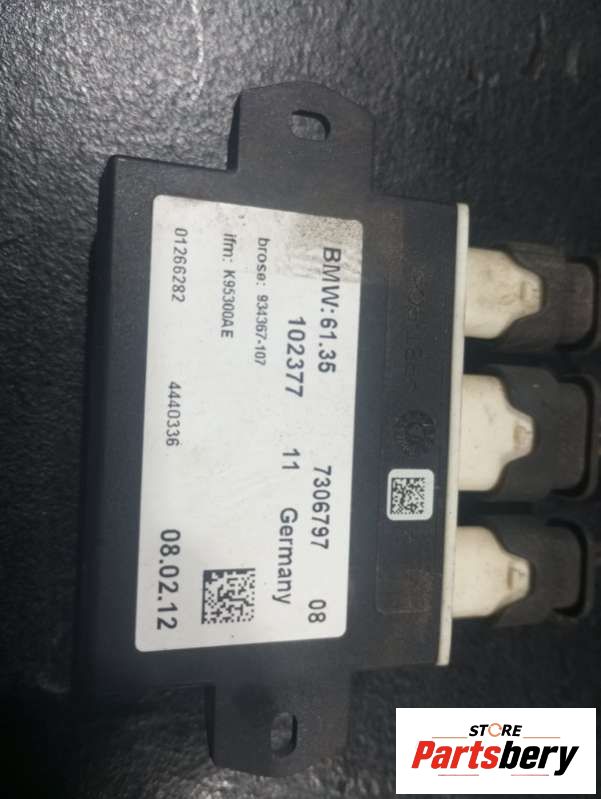 BMW: 61.35 7306797 08
102377 11 Germany
brose: 934367-107
ifm: K95300AE
01266282 4440336 08.02.12
STORE
Partsbery